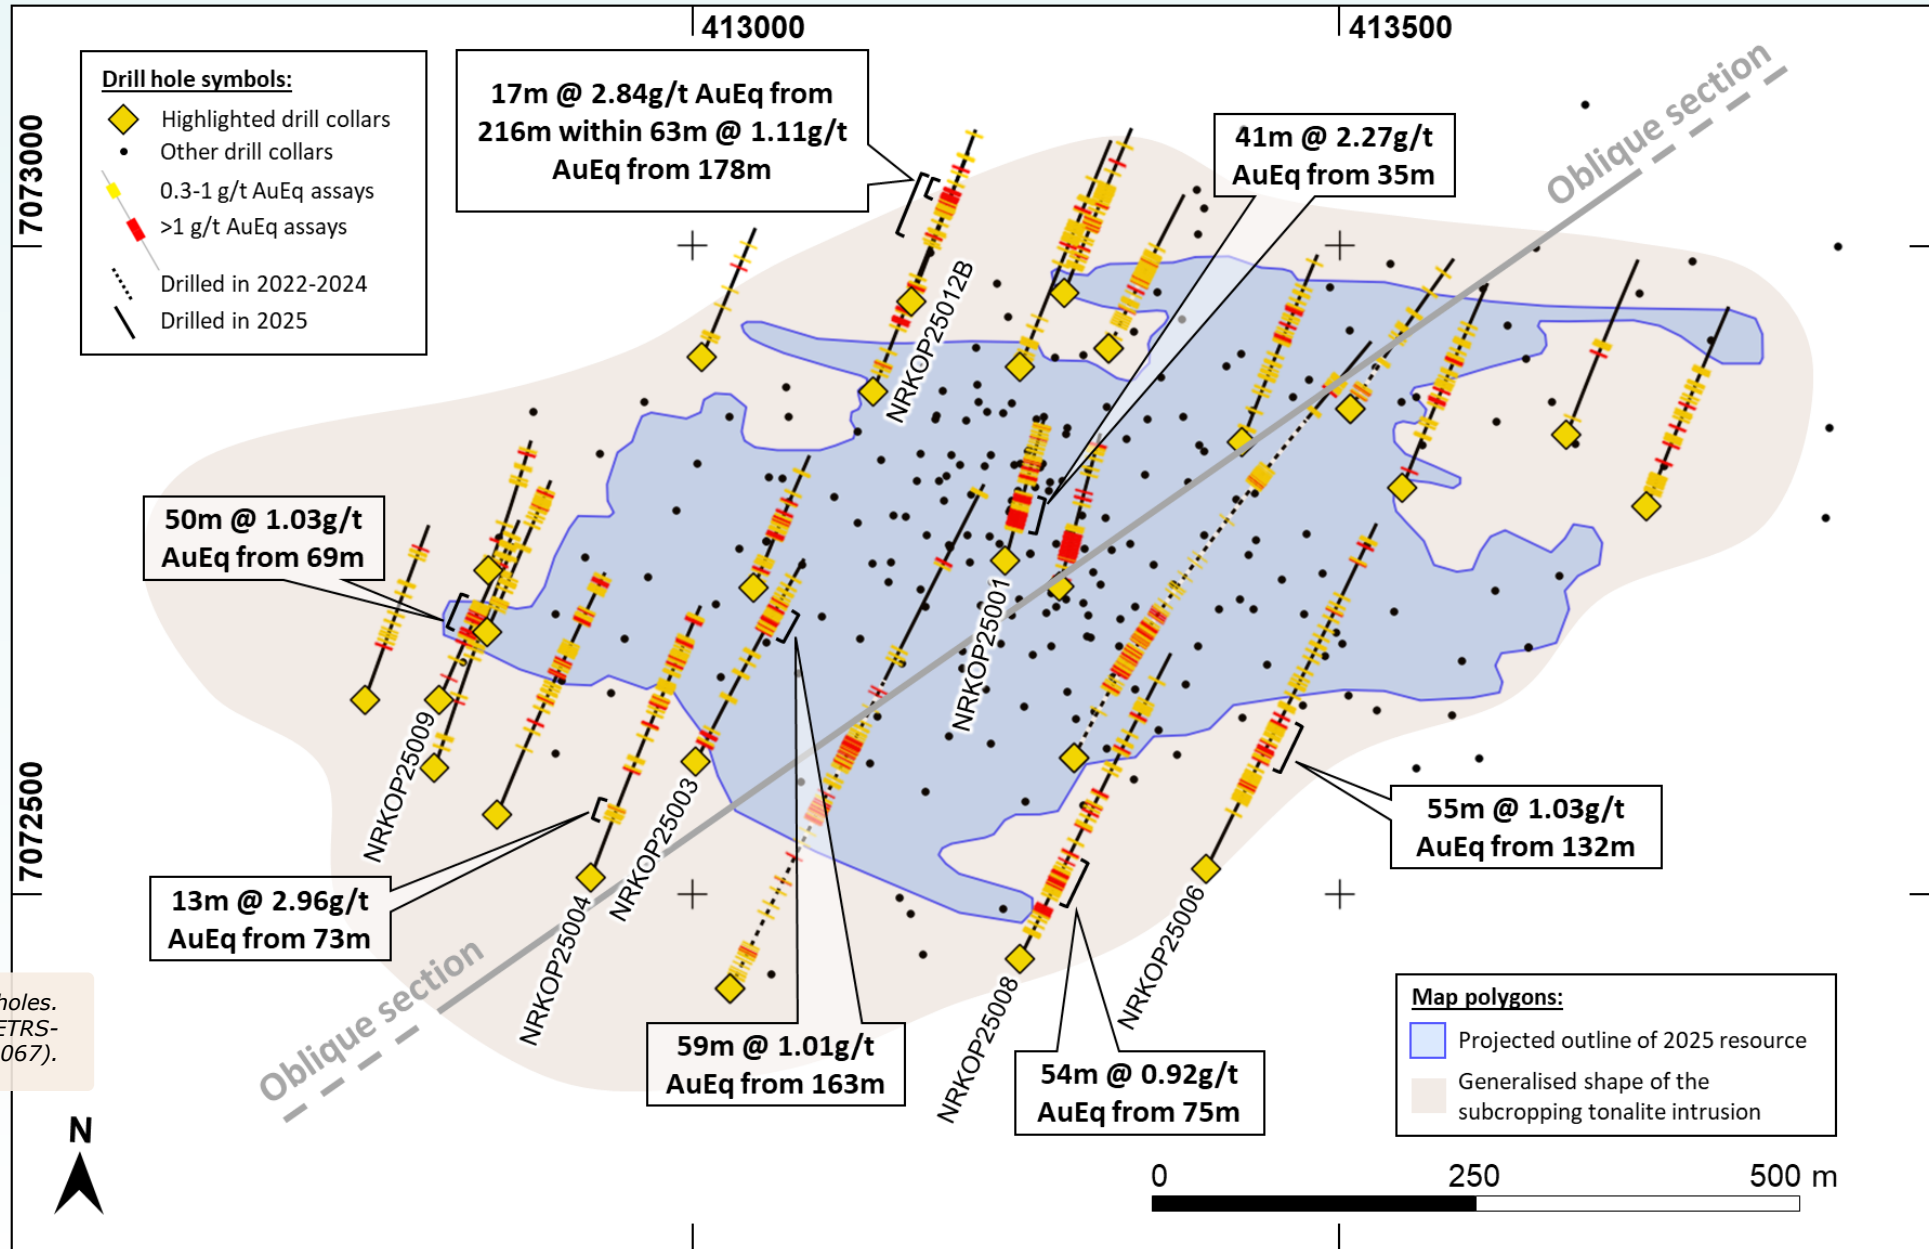 413000
413500
7073000
7072500
Drill hole symbols:
Highlighted drill collars
Other drill collars
0.3-1 g/t AuEq assays
>1 g/t AuEq assays
Drilled in 2022-2024
Drilled in 2025
17m @ 2.84g/t AuEq from
216m within 63m @ 1.11g/t
AuEq from 178m
41m @ 2.27g/t
AuEq from 35m
Oblique section
NRKOP25012B
50m @ 1.03g/t
AuEq from 69m
NRKOP25001
NRKOP25009
NRKOP25003
55m @ 1.03g/t
AuEq from 132m
13m @ 2.96g/t
AuEq from 73m
NRKOP25004
NRKOP25006
NRKOP25008
Oblique section
holes.
ETRS-
067).
59m @ 1.01g/t
AuEq from 163m
54m @ 0.92g/t
AuEq from 75m
Map polygons:
Projected outline of 2025 resource
Generalised shape of the
subcropping tonalite intrusion
N
0 250 500 m